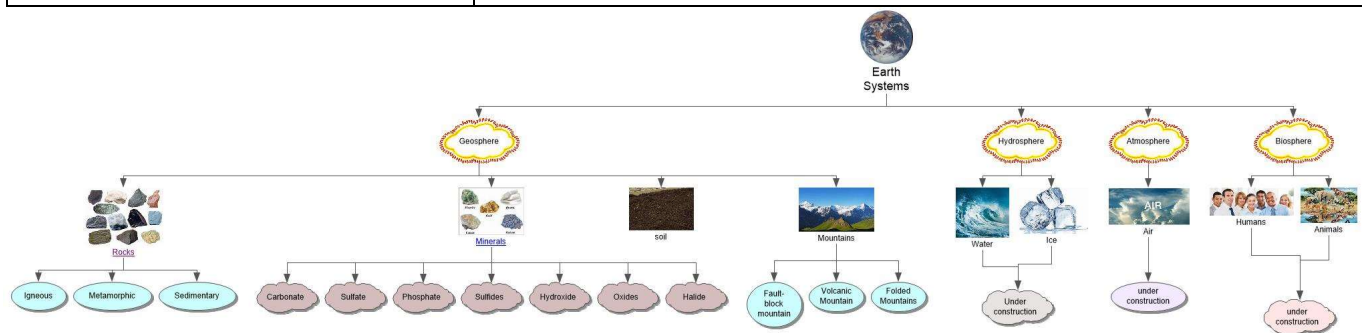 Earth
Systems
Geosphere
Hydrosphere
Atmosphere
Biosphere
Rocks
Minerals
soil
Mountains
Water
Ice
AIR
Air
Humans
Animals
Igneous
Metamorphic
Sedimentary
Carbonate
Sulfate
Phosphate
Sulfides
Hydroxide
Oxides
Halide
Fault-
block
mountain
Volcanic
Mountain
Folded
Mountains
Under
construction
under
construction
under
construction